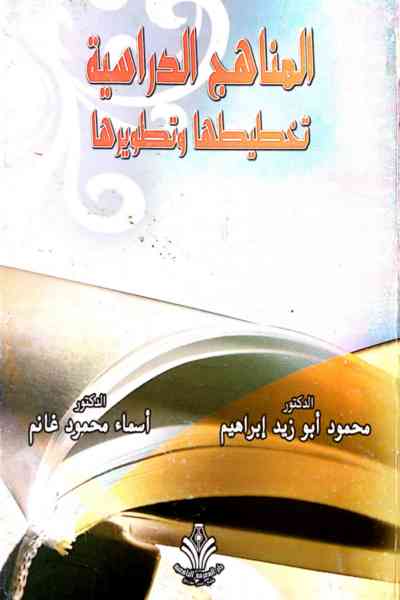 المناهج الدراسية
تخطيطها وتطويرها
الدكتور
محمود أبو زيد إبراهيم
الدكتور
أسماء محمود غانم